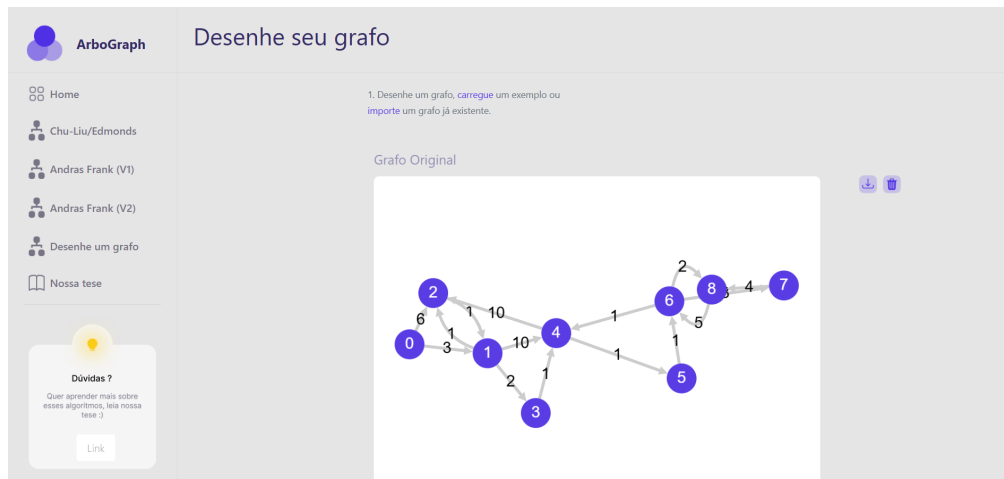 ArboGraph
Desenhe seu grafo
Home
Chu-Liu/Edmonds
Andras Frank (V1)
Andras Frank (V2)
Desenhe um grafo
Nossa tese
Dúvidas ?
Quer aprender mais sobre
esses algoritmos, leia nossa
tese :)
Link
1. Desenhe um grafo, carregue um exemplo ou
importe um grafo já existente.
Grafo Original
2
6
8
7
4
2
1
10
6
1
5
4
0
3
1
10
1
1
1
2
1
5
3